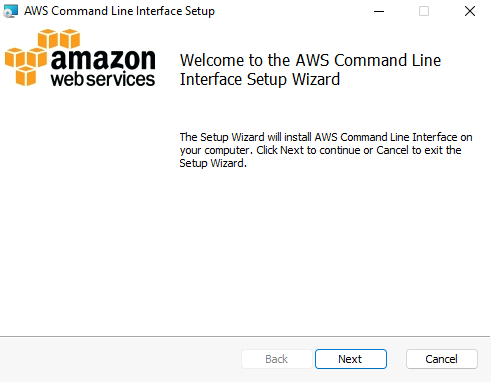 AWS Command Line Interface Setup
amazon
web services
Welcome to the AWS Command Line
Interface Setup Wizard
The Setup Wizard will install AWS Command Line Interface on
your computer. Click Next to continue or Cancel to exit the
Setup Wizard.
Back Next Cancel